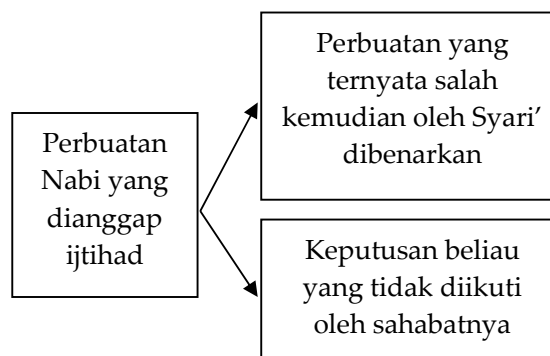 Perbuatan
Nabi yang
dianggap
ijtihad
Perbuatan yang
ternyata salah
kemudian oleh Syari’
dibenarkan
Keputusan beliau
yang tidak diikuti
oleh sahabatnya